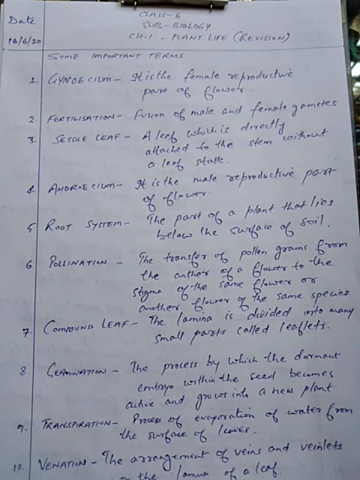 Date
CLASS-6
SUB- BIOLOGY
CH-1 - PLANT LIFE (REVISION)
SOME IMPORTANT TERMS
1. GYNOECIUM - It is the female reproductive
part of flower.
2. FERTILISATION - Fusion of male and female gametes
3. SESSILE LEAF - A leaf which is directly
attached to the stem without
a leaf stalk.
4. ANDROECIUM - It is the male reproductive part
of flower.
5. ROOT SYSTEM - The part of a plant that lies
below the surface of soil.
6. POLLINATION - The transfer of pollen grains from
the anther of a flower to the
stigma of the same flower or
another flower of the same species
7. COMPOUND LEAF - The lamina is divided into many
small parts called leaflets.
8. GERMINATION - The process by which the dormant
embryo within the seed becomes
active and grows into a new plant.
9. TRANSPIRATION - Process of evaporation of water from
the surface of leaves.
10. VENATION - The arrangement of veins and veinlets
the lamina of a leaf.